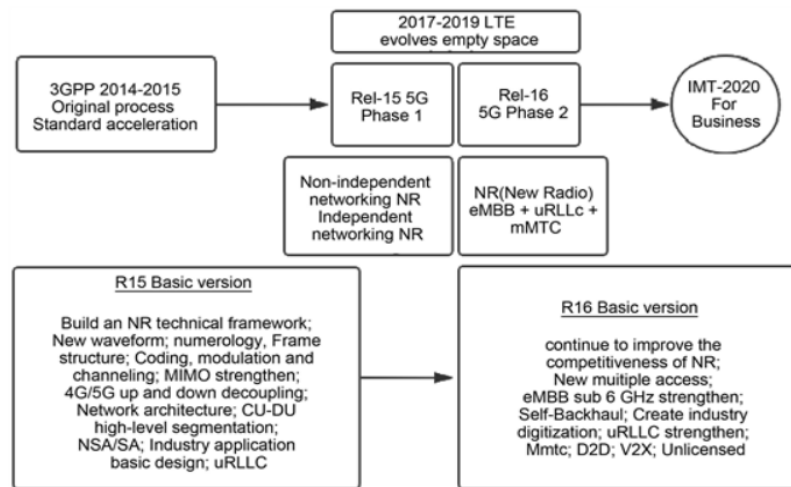 2017-2019 LTE
evolves empty space
3GPP 2014-2015
Original process
Standard acceleration
Rel-15 5G
Phase 1
Rel-16
5G Phase 2
IMT-2020
For
Business
Non-independent
networking NR
Independent
networking NR
NR(New Radio)
eMBB + uRLLc +
mMTC
R15 Basic version
Build an NR technical framework;
New waveform; numerology, Frame
structure; Coding, modulation and
channeling; MIMO strengthen;
4G/5G up and down decoupling;
Network architecture; CU-DU
high-level segmentation;
NSA/SA; Industry application
basic design; uRLLC
R16 Basic version
continue to improve the
competitiveness of NR;
New muitiple access;
eMBB sub 6 GHz strengthen;
Self-Backhaul; Create industry
digitization; uRLLC strengthen;
Mmtc; D2D; V2X; Unlicensed